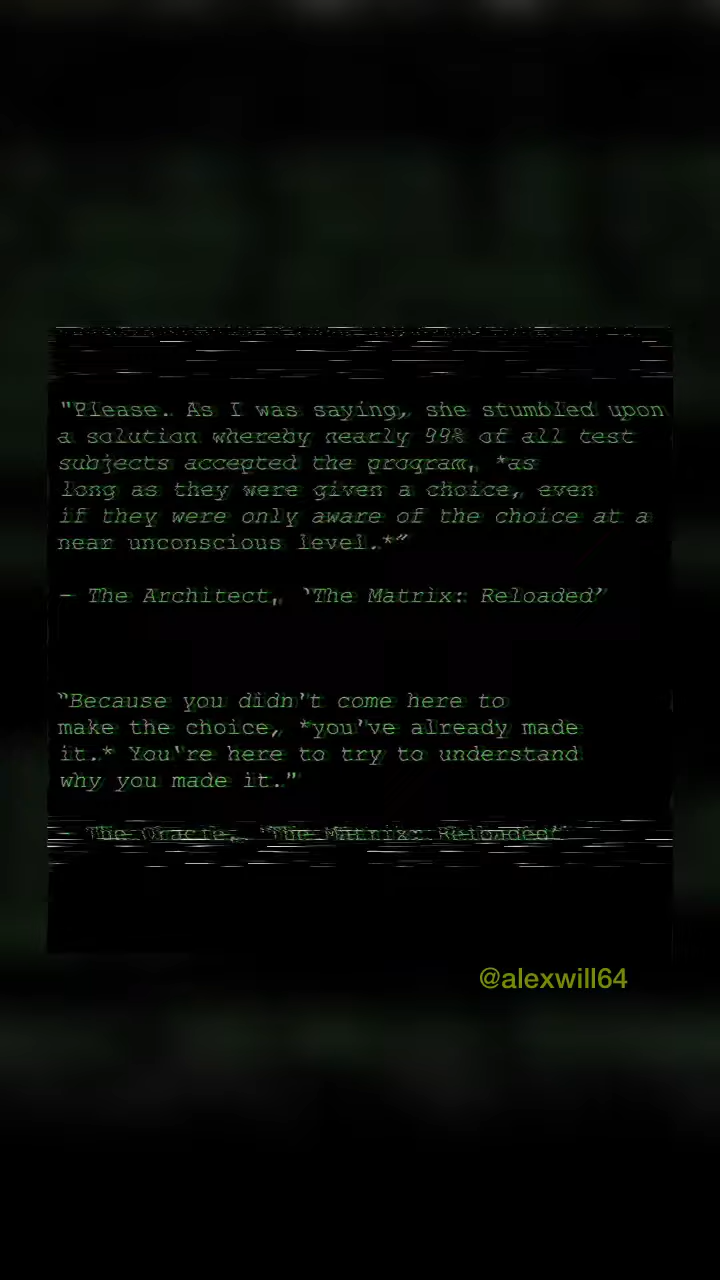 "Please. As I was saying, she stumbled upon
a solution whereby nearly 99% of all test
subjects accepted the program, *as
long as they were given a choice, even
if they were only aware of the choice at a
near unconscious level.*"
- The Architect, 'The Matrix: Reloaded'
"Because you didn't come here to
make the choice, *you've already made
it.* You're here to try to understand
why you made it."
- The Oracle, 'The Matrix: Reloaded'
@alexwill64